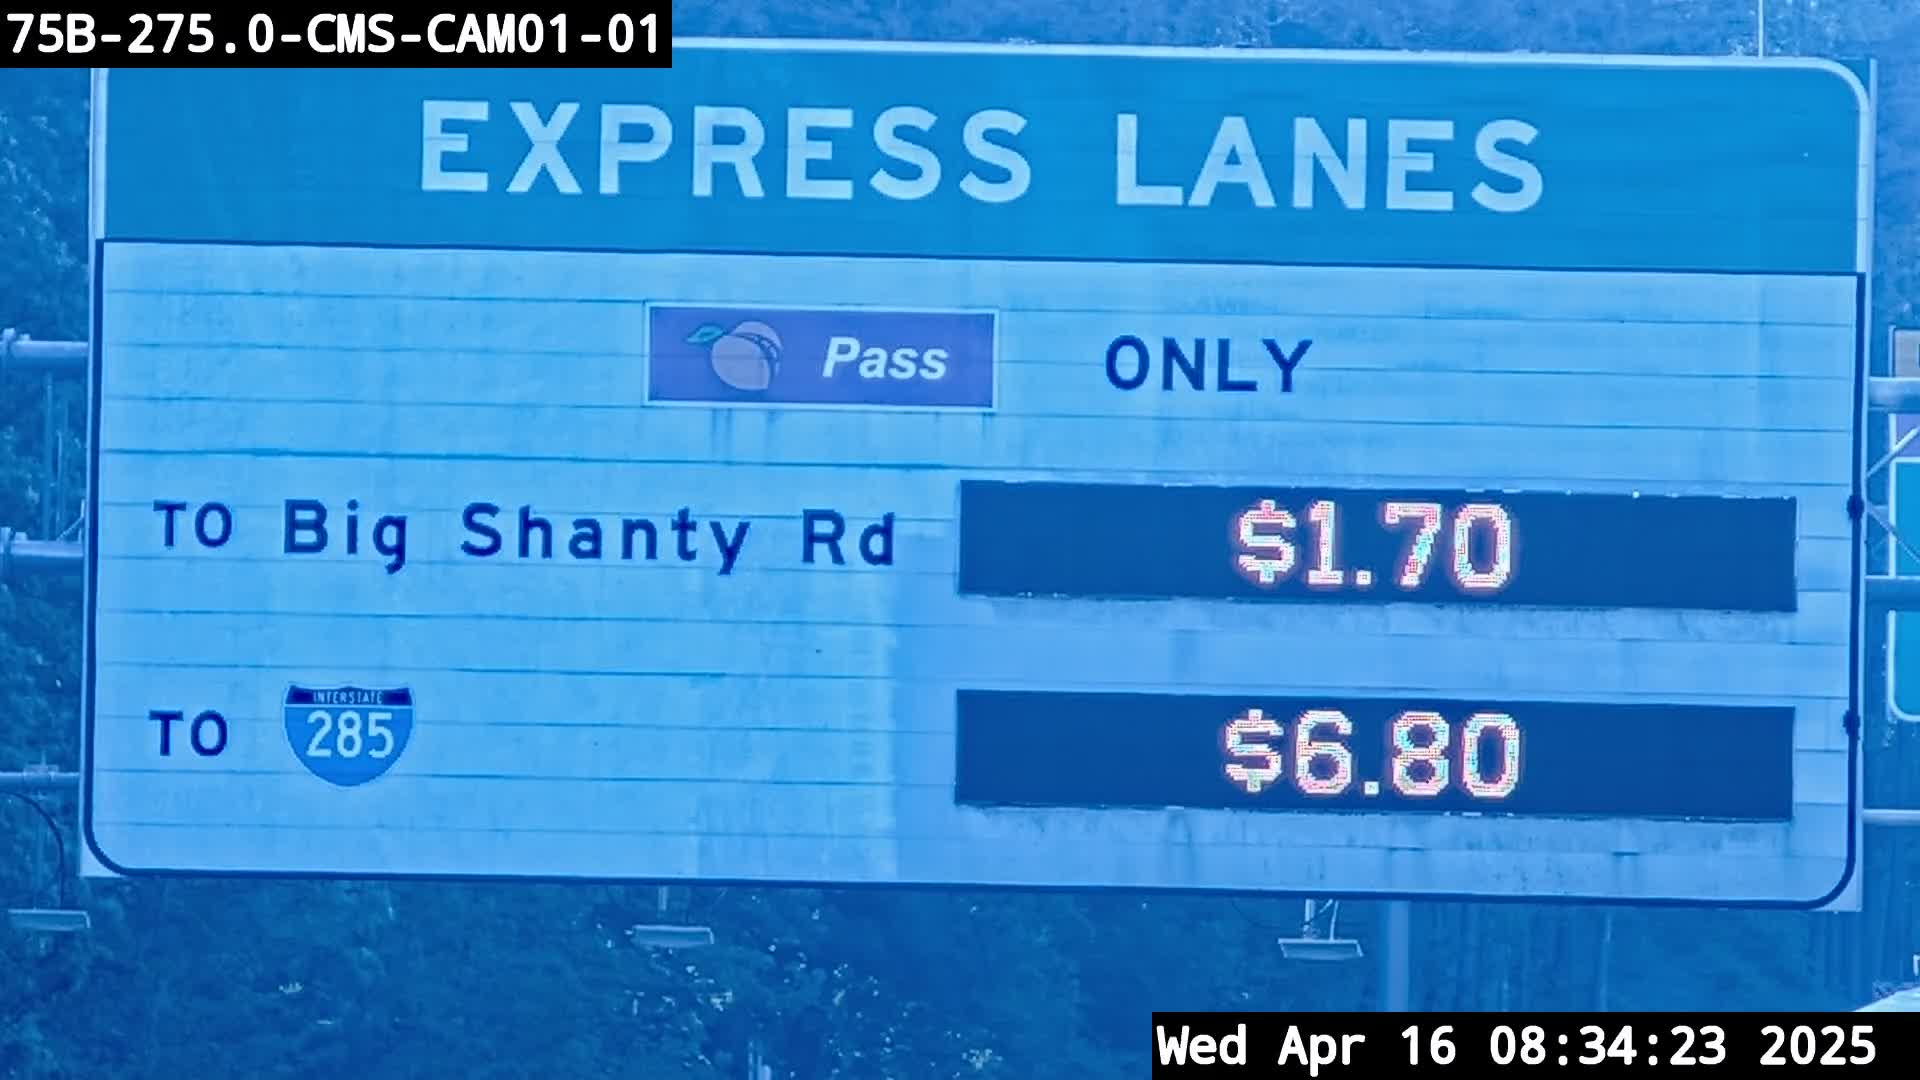 75B-275.0-CMS-CAM01-01
EXPRESS LANES
Pass ONLY
TO Big Shanty Rd $1.70
INTERSTATE
TO 285 $6.80
Wed Apr 16 08:34:23 2025